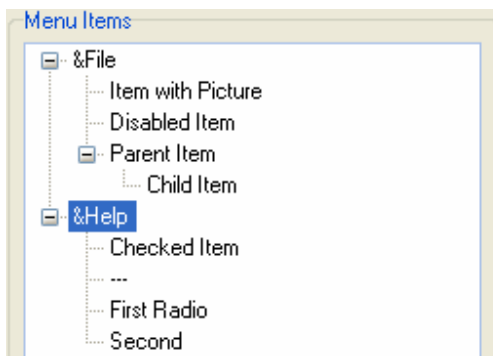 Menu Items
&File
Item with Picture
Disabled Item
Parent Item
Child Item
&Help
Checked Item
---
First Radio
Second